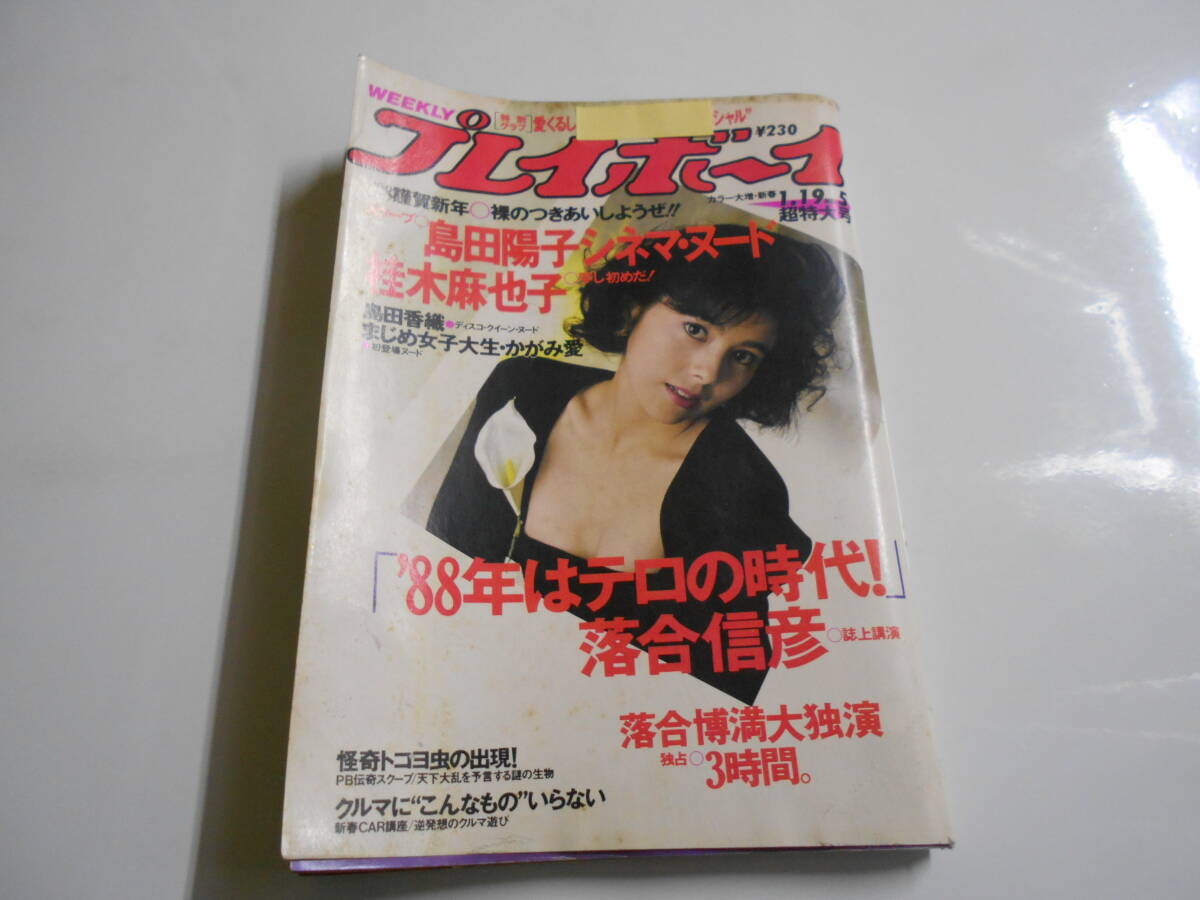 WEEKLY
[特別グラフ]愛くるし
シャル”
プレイボーイ
¥230
カラー大増・新春
1.19
5
超特大号
謹賀新年○裸のつきあいしようぜ!!
島田陽子シネマ・ヌード
桂木麻也子
し初めだ!
島田香織
ディスコ・クイーン・ヌード
まじめ女子大生・かがみ愛
初登場ヌード
「'88年はテロの時代!」
落合信彦○誌上講演
落合博満大独演
独占○3時間。
怪奇トコヨ虫の出現!
PB伝奇スクープ/天下大乱を予言する謎の生物
クルマに“こんなもの”いらない
新春CAR講座/逆発想のクルマ遊び